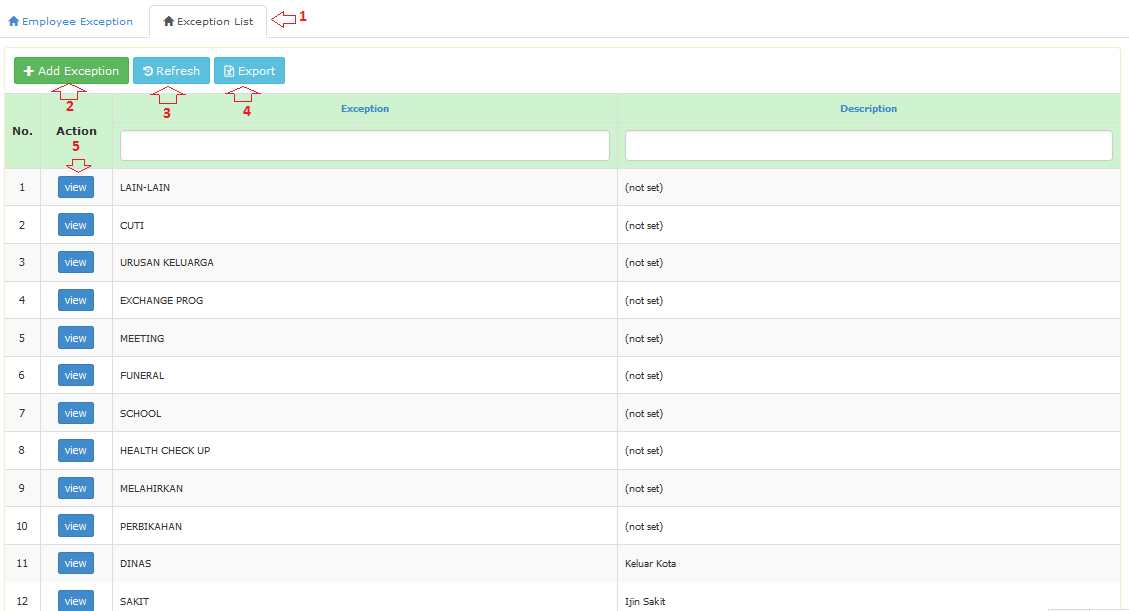 Employee Exception Exception List 1
Add Exception Refresh Export
2 3 4
No. Action Exception Description
5
1 view LAIN-LAIN (not set)
2 view CUTI (not set)
3 view URUSAN KELUARGA (not set)
4 view EXCHANGE PROG (not set)
5 view MEETING (not set)
6 view FUNERAL (not set)
7 view SCHOOL (not set)
8 view HEALTH CHECK UP (not set)
9 view MELAHIRKAN (not set)
10 view PERBIKAHAN (not set)
11 view DINAS Keluar Kota
12 view SAKIT Ijin Sakit